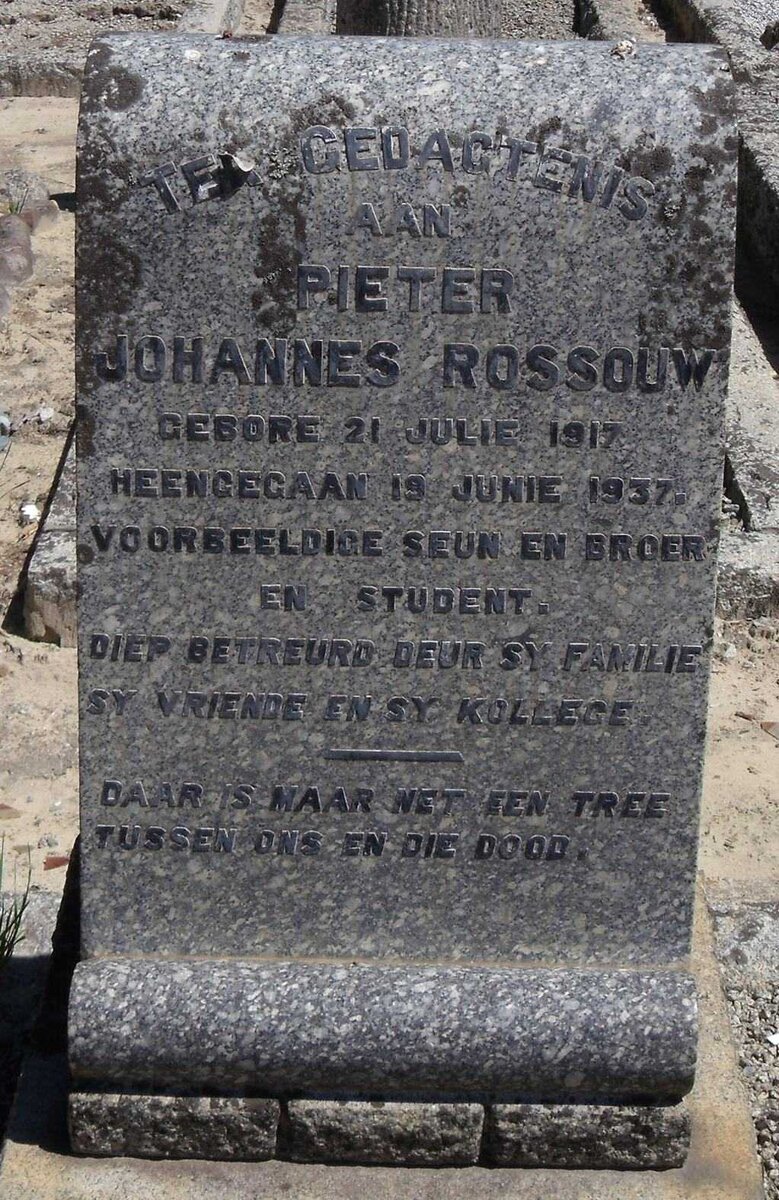 TER GEDAGTENIS
AAN
PIETER
JOHANNES ROSSOUW
GEBORE 21 JULIE 1917
HEENGEGAAN 19 JUNIE 1937.
VOORBEELDIGE SEUN EN BROER
EN STUDENT.
DIEP BETREURD DEUR SY FAMILIE
SY VRIENDE EN SY KOLLEGE.
DAAR IS MAAR NET EEN TREE
TUSSEN ONS EN DIE DOOD.